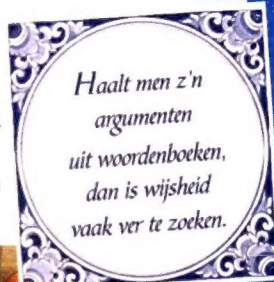 Haalt men z'n
argumenten
uit woordenboeken,
dan is wijsheid
vaak ver te zoeken.